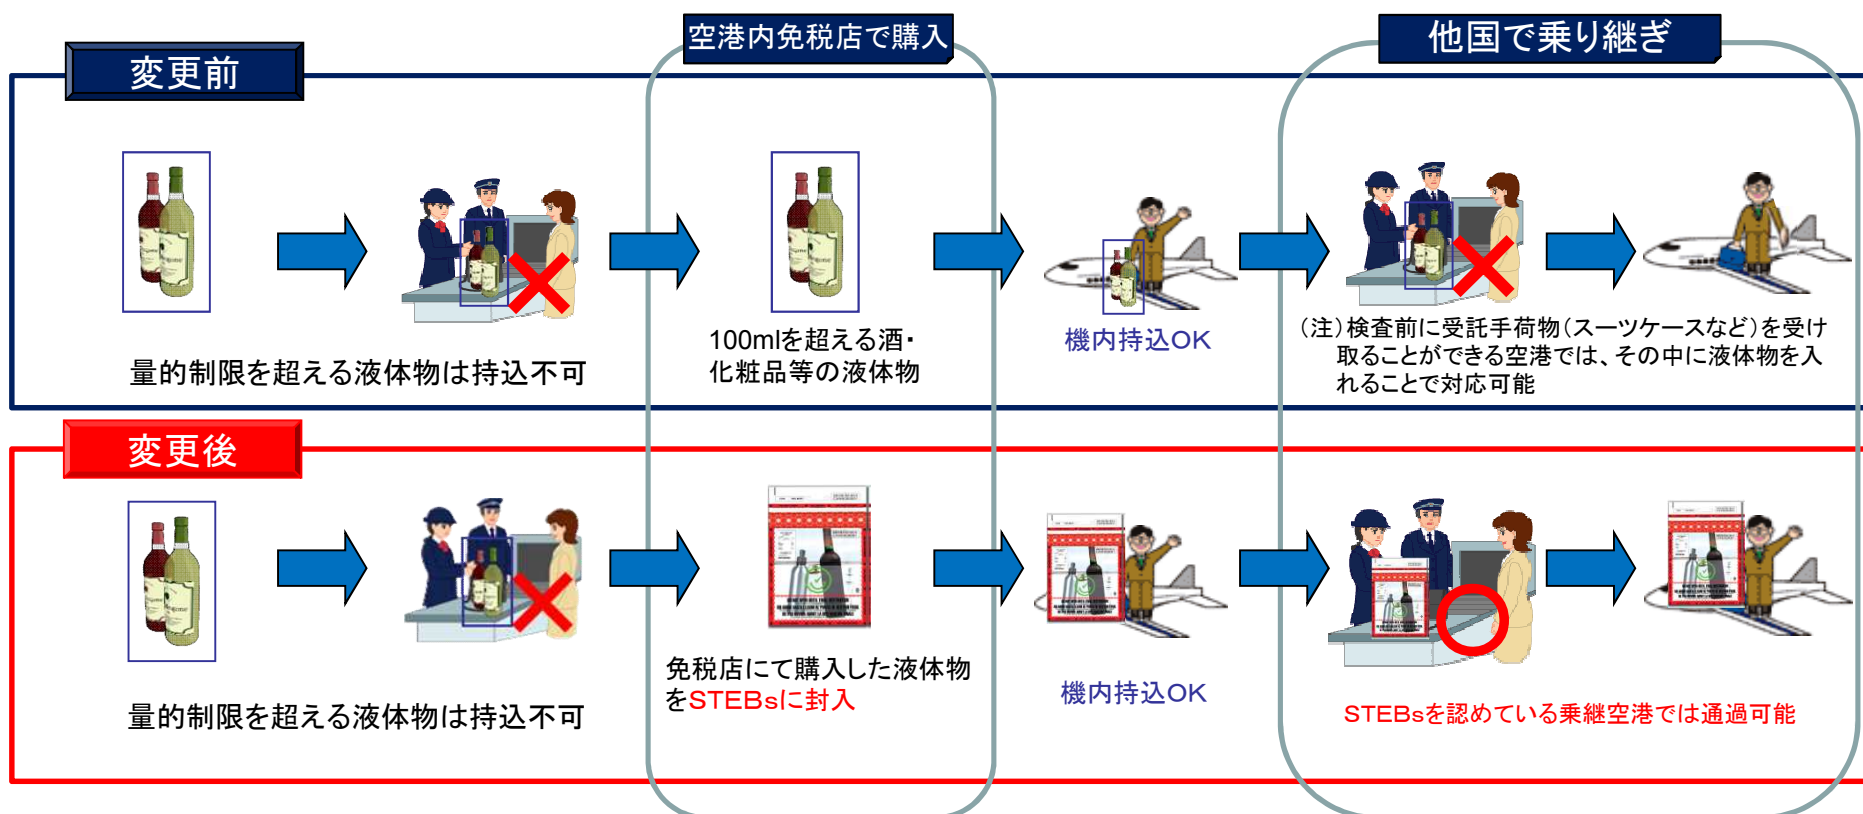 空港内免税店で購入
他国で乗り継ぎ
変更前
量的制限を超える液体物は持込不可
100mlを超える酒・
化粧品等の液体物
機内持込OK
（注）検査前に受託手荷物（スーツケースなど）を受け
取ることができる空港では、その中に液体物を入
れることで対応可能
変更後
量的制限を超える液体物は持込不可
免税店にて購入した液体物
をSTEBsに封入
機内持込OK
STEBsを認めている乗継空港では通過可能